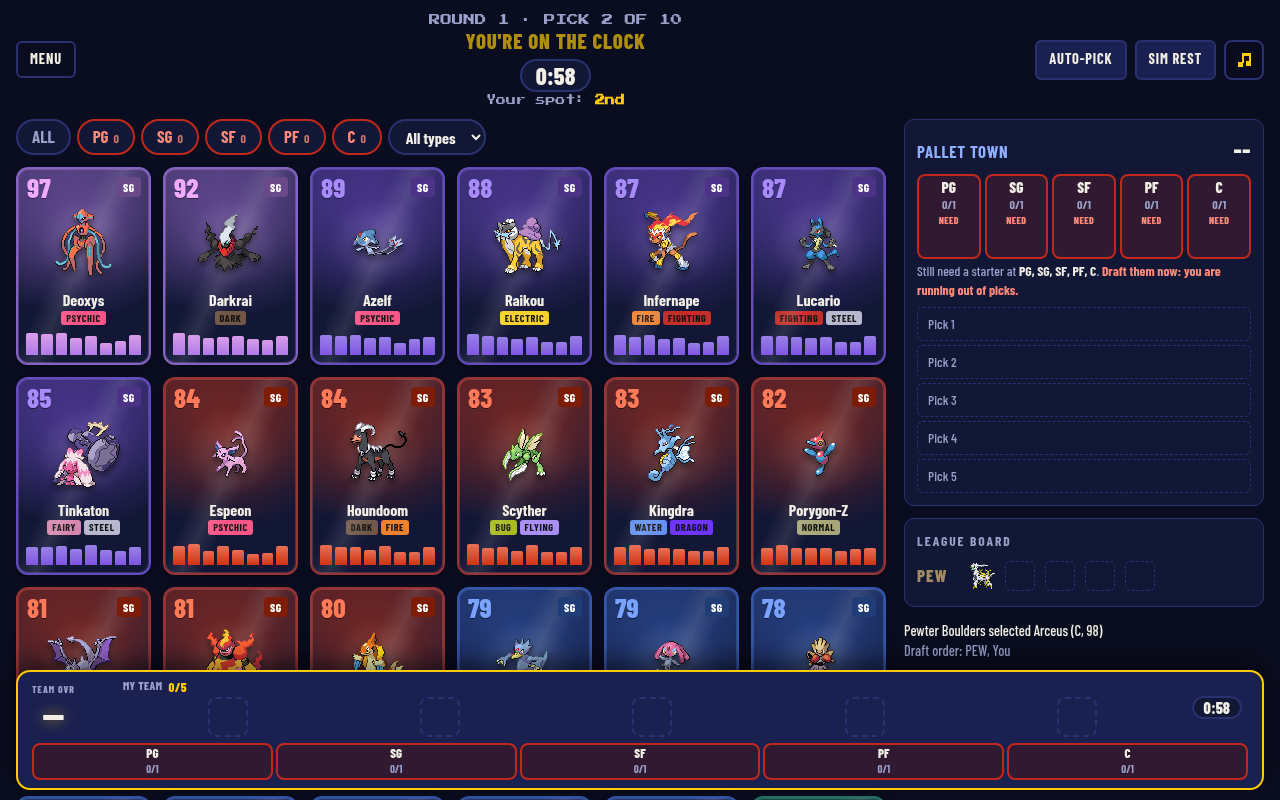 ROUND 1 · PICK 2 OF 10
MENU
YOU'RE ON THE CLOCK
0:58
Your spot: 2nd
AUTO-PICK
SIM REST
ALL
PG 0
SG 0
SF 0
PF 0
C 0
All types
97 SG
Deoxys
PSYCHIC
92 SG
Darkrai
DARK
89 SG
Azelf
PSYCHIC
88 SG
Raikou
ELECTRIC
87 SG
Infernape
FIRE FIGHTING
87 SG
Lucario
FIGHTING STEEL
85 SG
Tinkaton
FAIRY STEEL
84 SG
Espeon
PSYCHIC
84 SG
Houndoom
DARK FIRE
83 SG
Scyther
BUG FLYING
83 SG
Kingdra
WATER DRAGON
82 SG
Porygon-Z
NORMAL
81 SG
81 SG
80 SG
79 SG
79 SG
78 SG
PALLET TOWN --
PG
0/1
NEED
SG
0/1
NEED
SF
0/1
NEED
PF
0/1
NEED
C
0/1
NEED
Still need a starter at PG, SG, SF, PF, C. Draft them now: you are
running out of picks.
Pick 1
Pick 2
Pick 3
Pick 4
Pick 5
LEAGUE BOARD
PEW
Pewter Boulders selected Arceus (C, 98)
Draft order: PEW, You
TEAM OVR
—
MY TEAM 0/5
0:58
PG
0/1
SG
0/1
SF
0/1
PF
0/1
C
0/1